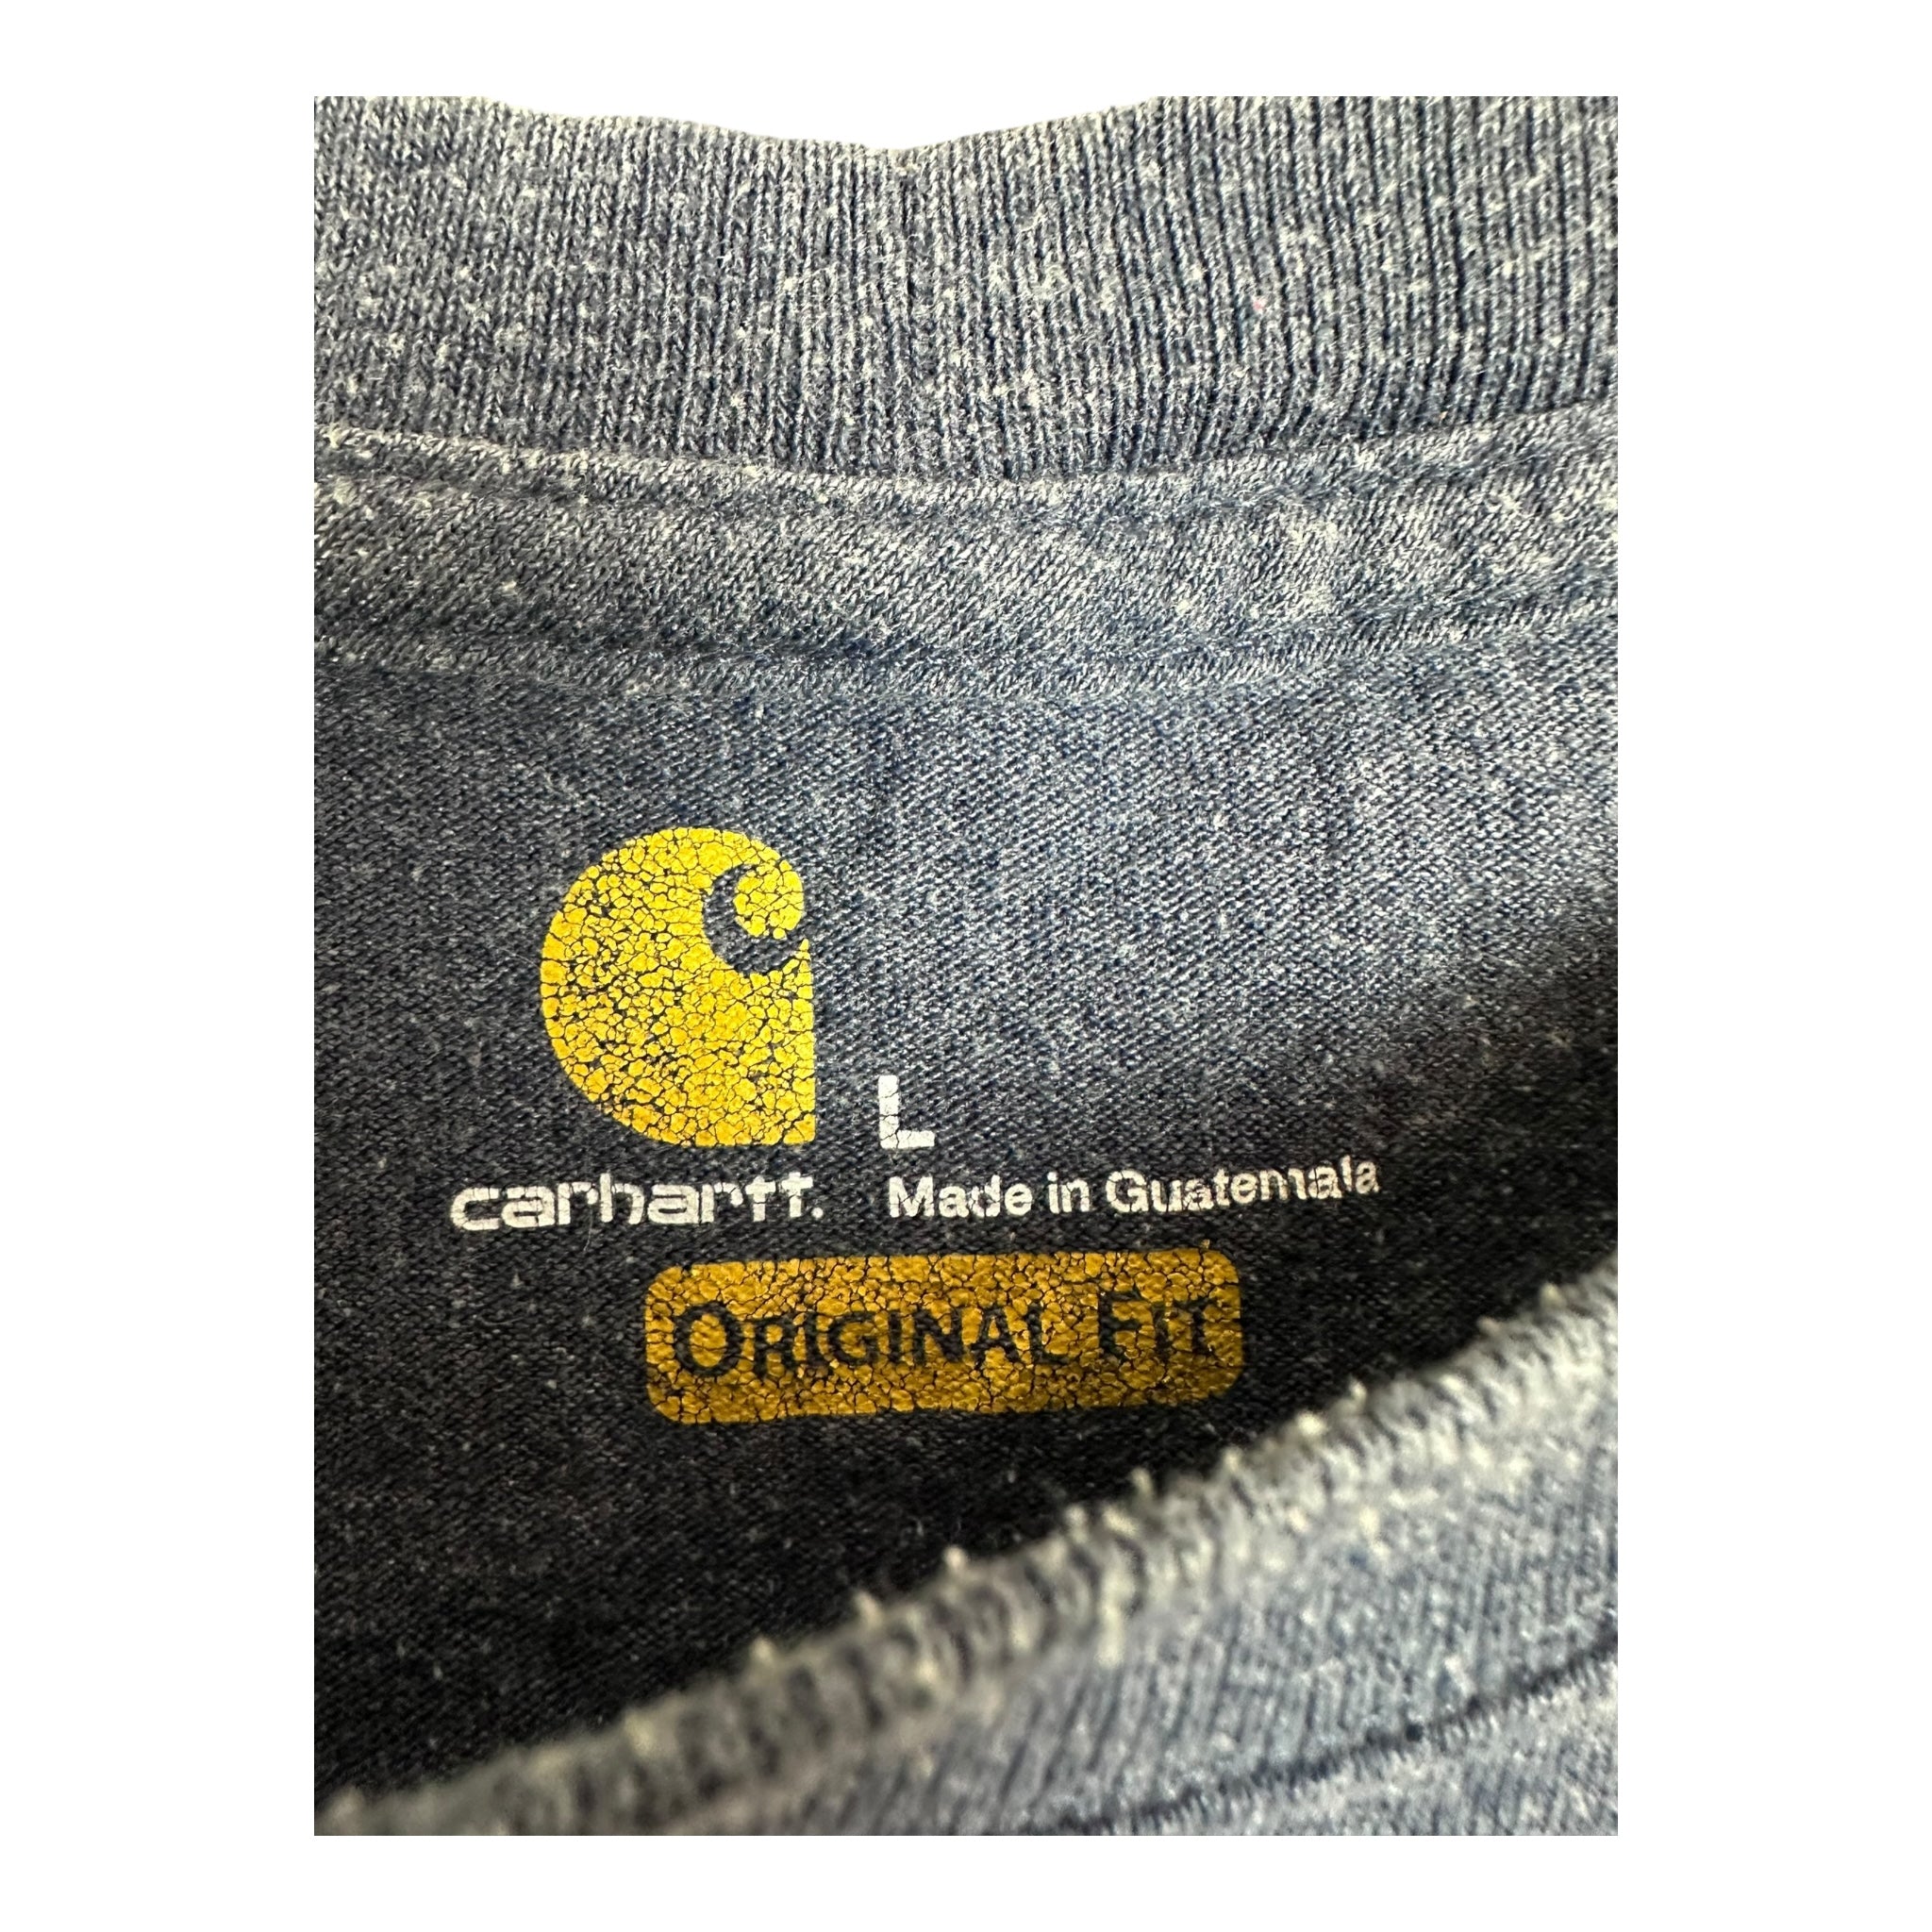 L
carhartt. Made in Guatemala
ORIGINAL FIT